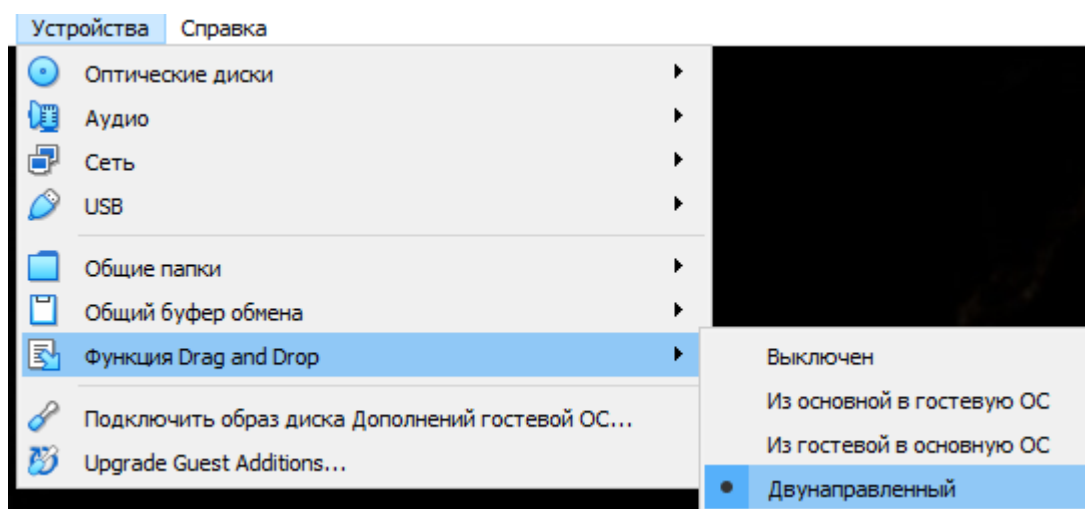 Устройства Справка
Оптические диски
Аудио
Сеть
USB
Общие папки
Общий буфер обмена
Функция Drag and Drop
Выключен
Из основной в гостевую ОС
Из гостевой в основную ОС
Двунаправленный
Подключить образ диска Дополнений гостевой ОС...
Upgrade Guest Additions...